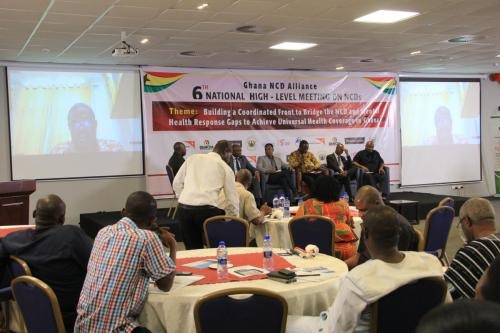 Ghana NCD Alliance
6TH NATIONAL HIGH - LEVEL MEETING ON NCDs
Theme: Building a Coordinated Front to Bridge the NCD and
Health Response Gaps to Achieve Universal Health Coverage in Ghana